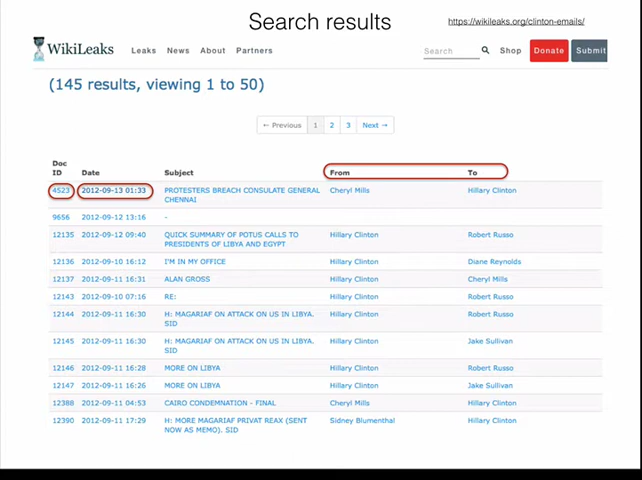 Search results
https://wikileaks.org/clinton-emails/
WikiLeaks Leaks News About Partners Search Shop Donate Submit
(145 results, viewing 1 to 50)
← Previous 1 2 3 Next →
Doc
ID Date Subject From To
4523 2012-09-13 01:33 PROTESTERS BREACH CONSULATE GENERAL Cheryl Mills Hillary Clinton
CHENNAI
9656 2012-09-12 13:16 -
12135 2012-09-12 09:40 QUICK SUMMARY OF POTUS CALLS TO Hillary Clinton Robert Russo
PRESIDENTS OF LIBYA AND EGYPT
12136 2012-09-10 16:12 I'M IN MY OFFICE Hillary Clinton Diane Reynolds
12137 2012-09-11 16:31 ALAN GROSS Hillary Clinton Cheryl Mills
12143 2012-09-10 07:16 RE: Hillary Clinton Robert Russo
12144 2012-09-11 16:30 H: MAGARIAF ON ATTACK ON US IN LIBYA. Hillary Clinton Robert Russo
SID
12145 2012-09-11 16:30 H: MAGARIAF ON ATTACK ON US IN LIBYA. Hillary Clinton Jake Sullivan
SID
12146 2012-09-11 16:28 MORE ON LIBYA Hillary Clinton Robert Russo
12147 2012-09-11 16:26 MORE ON LIBYA Hillary Clinton Jake Sullivan
12388 2012-09-11 04:53 CAIRO CONDEMNATION - FINAL Cheryl Mills Hillary Clinton
12390 2012-09-11 17:29 H: MORE MAGARIAF PRIVAT REAX (SENT Sidney Blumenthal Hillary Clinton
NOW AS MEMO). SID